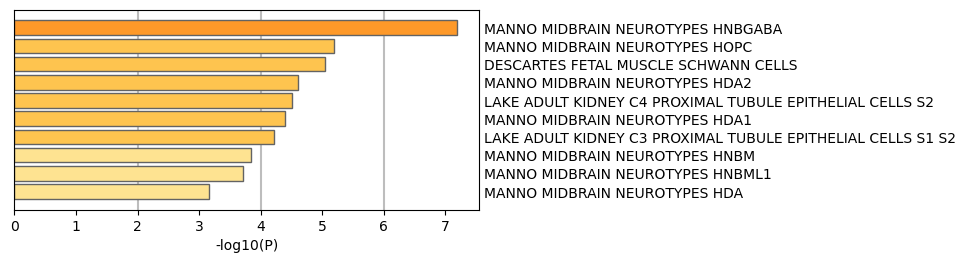 MANNO MIDBRAIN NEUROTYPES HNBGABA
MANNO MIDBRAIN NEUROTYPES HOPC
DESCARTES FETAL MUSCLE SCHWANN CELLS
MANNO MIDBRAIN NEUROTYPES HDA2
LAKE ADULT KIDNEY C4 PROXIMAL TUBULE EPITHELIAL CELLS S2
MANNO MIDBRAIN NEUROTYPES HDA1
LAKE ADULT KIDNEY C3 PROXIMAL TUBULE EPITHELIAL CELLS S1 S2
MANNO MIDBRAIN NEUROTYPES HNBM
MANNO MIDBRAIN NEUROTYPES HNBML1
MANNO MIDBRAIN NEUROTYPES HDA
0 1 2 3 4 5 6 7
-log10(P)